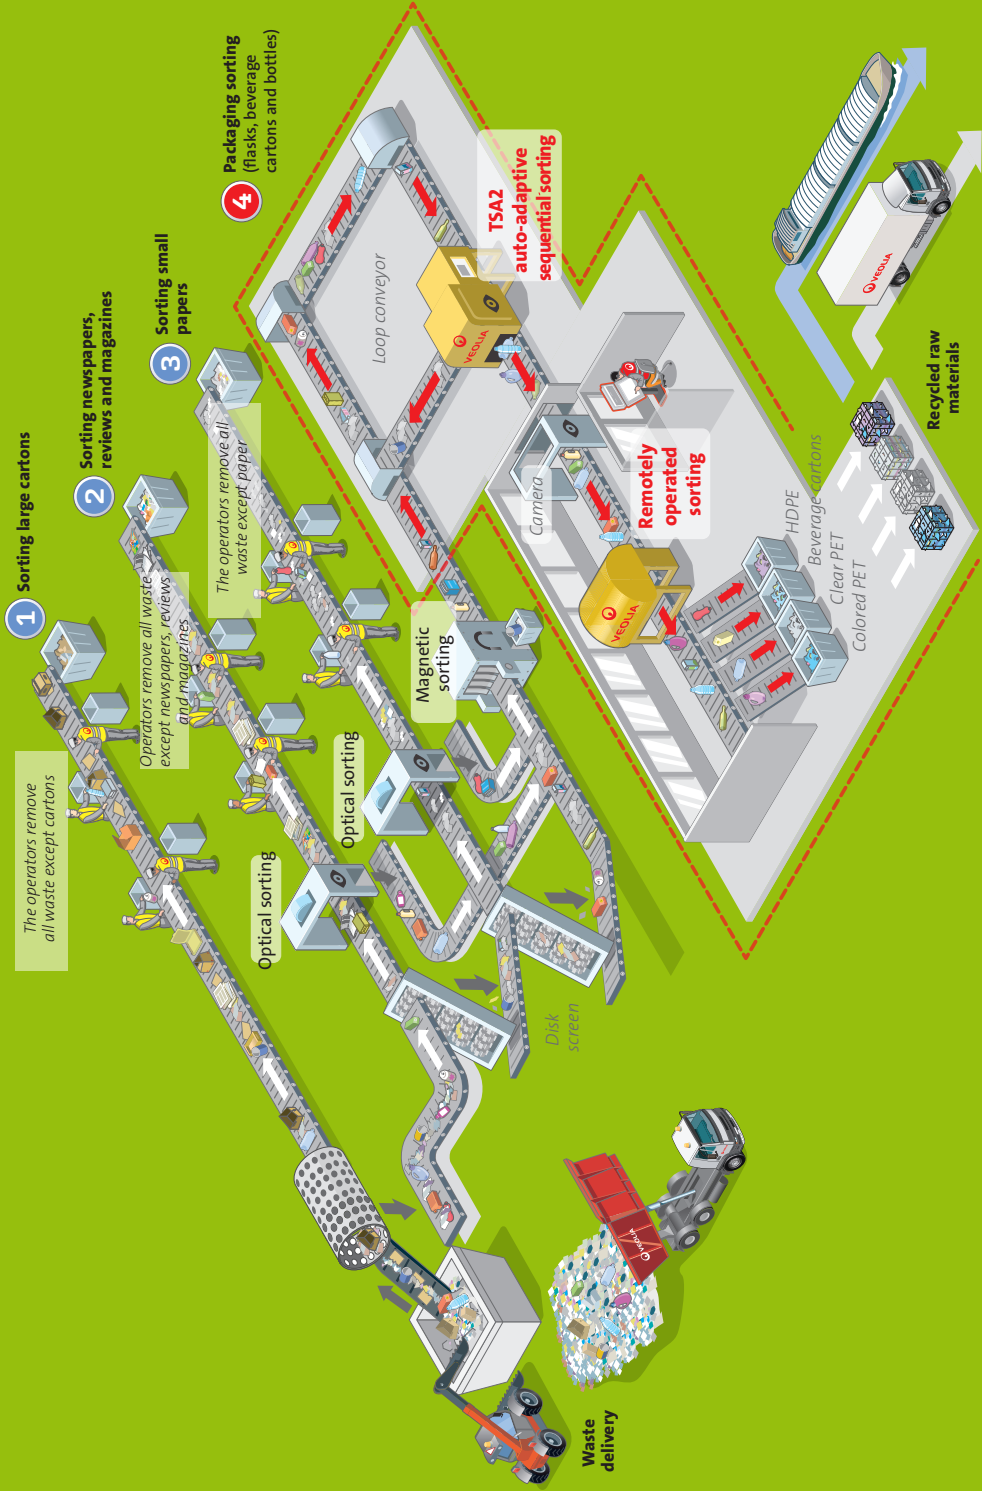 1
Sorting large cartons
The operators remove
all waste except cartons
2
Sorting newspapers,
reviews and magazines
Operators remove all waste
except newspapers, reviews
and magazines
3
Sorting small
papers
The operators remove all
waste except paper
4
Packaging sorting
(flasks, beverage
cartons and bottles)
Optical sorting
Optical sorting
Magnetic
sorting
Disk
screen
Loop conveyor
TSA2
auto-adaptive
sequential sorting
VEOLIA
Camera
Remotely
operated
sorting
VEOLIA
HDPE
Beverage cartons
Clear PET
Colored PET
Recycled raw
materials
VEOLIA
Waste
delivery
VEOLIA